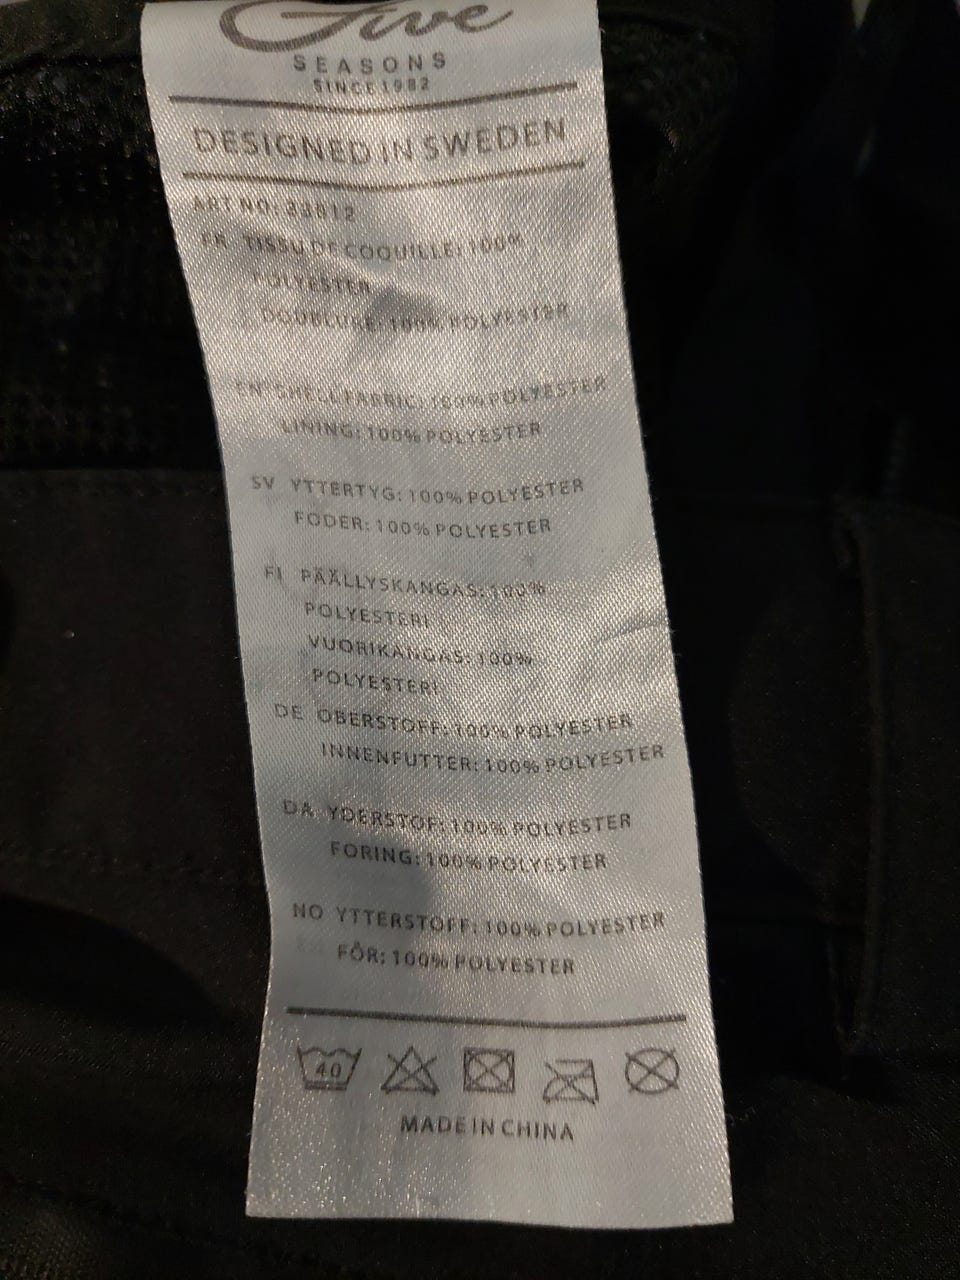 Five
SEASONS
SINCE 1982
DESIGNED IN SWEDEN
ART NO: 33812
FR TISSU DE COQUILLE: 100%
POLYESTER
DOUBLURE: 100% POLYESTER
EN SHELL FABRIC: 100% POLYESTER
LINING: 100% POLYESTER
SV YTTERTYG: 100% POLYESTER
FODER: 100% POLYESTER
FI PÄÄLLYSKANGAS: 100%
POLYESTERI
VUORIKANGAS: 100%
POLYESTERI
DE OBERSTOFF: 100% POLYESTER
INNENFUTTER: 100% POLYESTER
DA YDERSTOF: 100% POLYESTER
FORING: 100% POLYESTER
NO YTTERSTOFF: 100% POLYESTER
FÔR: 100% POLYESTER
40
MADE IN CHINA